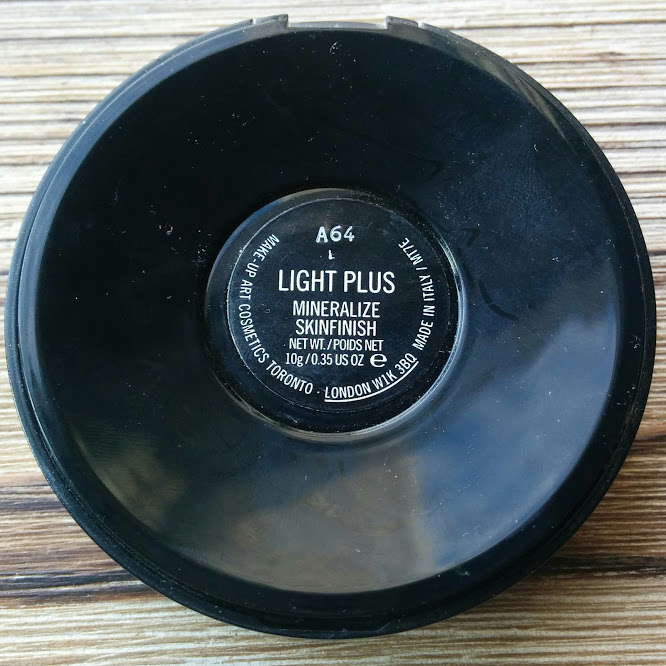 A64
LIGHT PLUS
MINERALIZE
SKINFINISH
NET WT./POIDS NET
10g/0.35 US OZ ℮
MAKE-UP ART COSMETICS TORONTO · LONDON W1K 3BQ MADE IN ITALY / MT7E